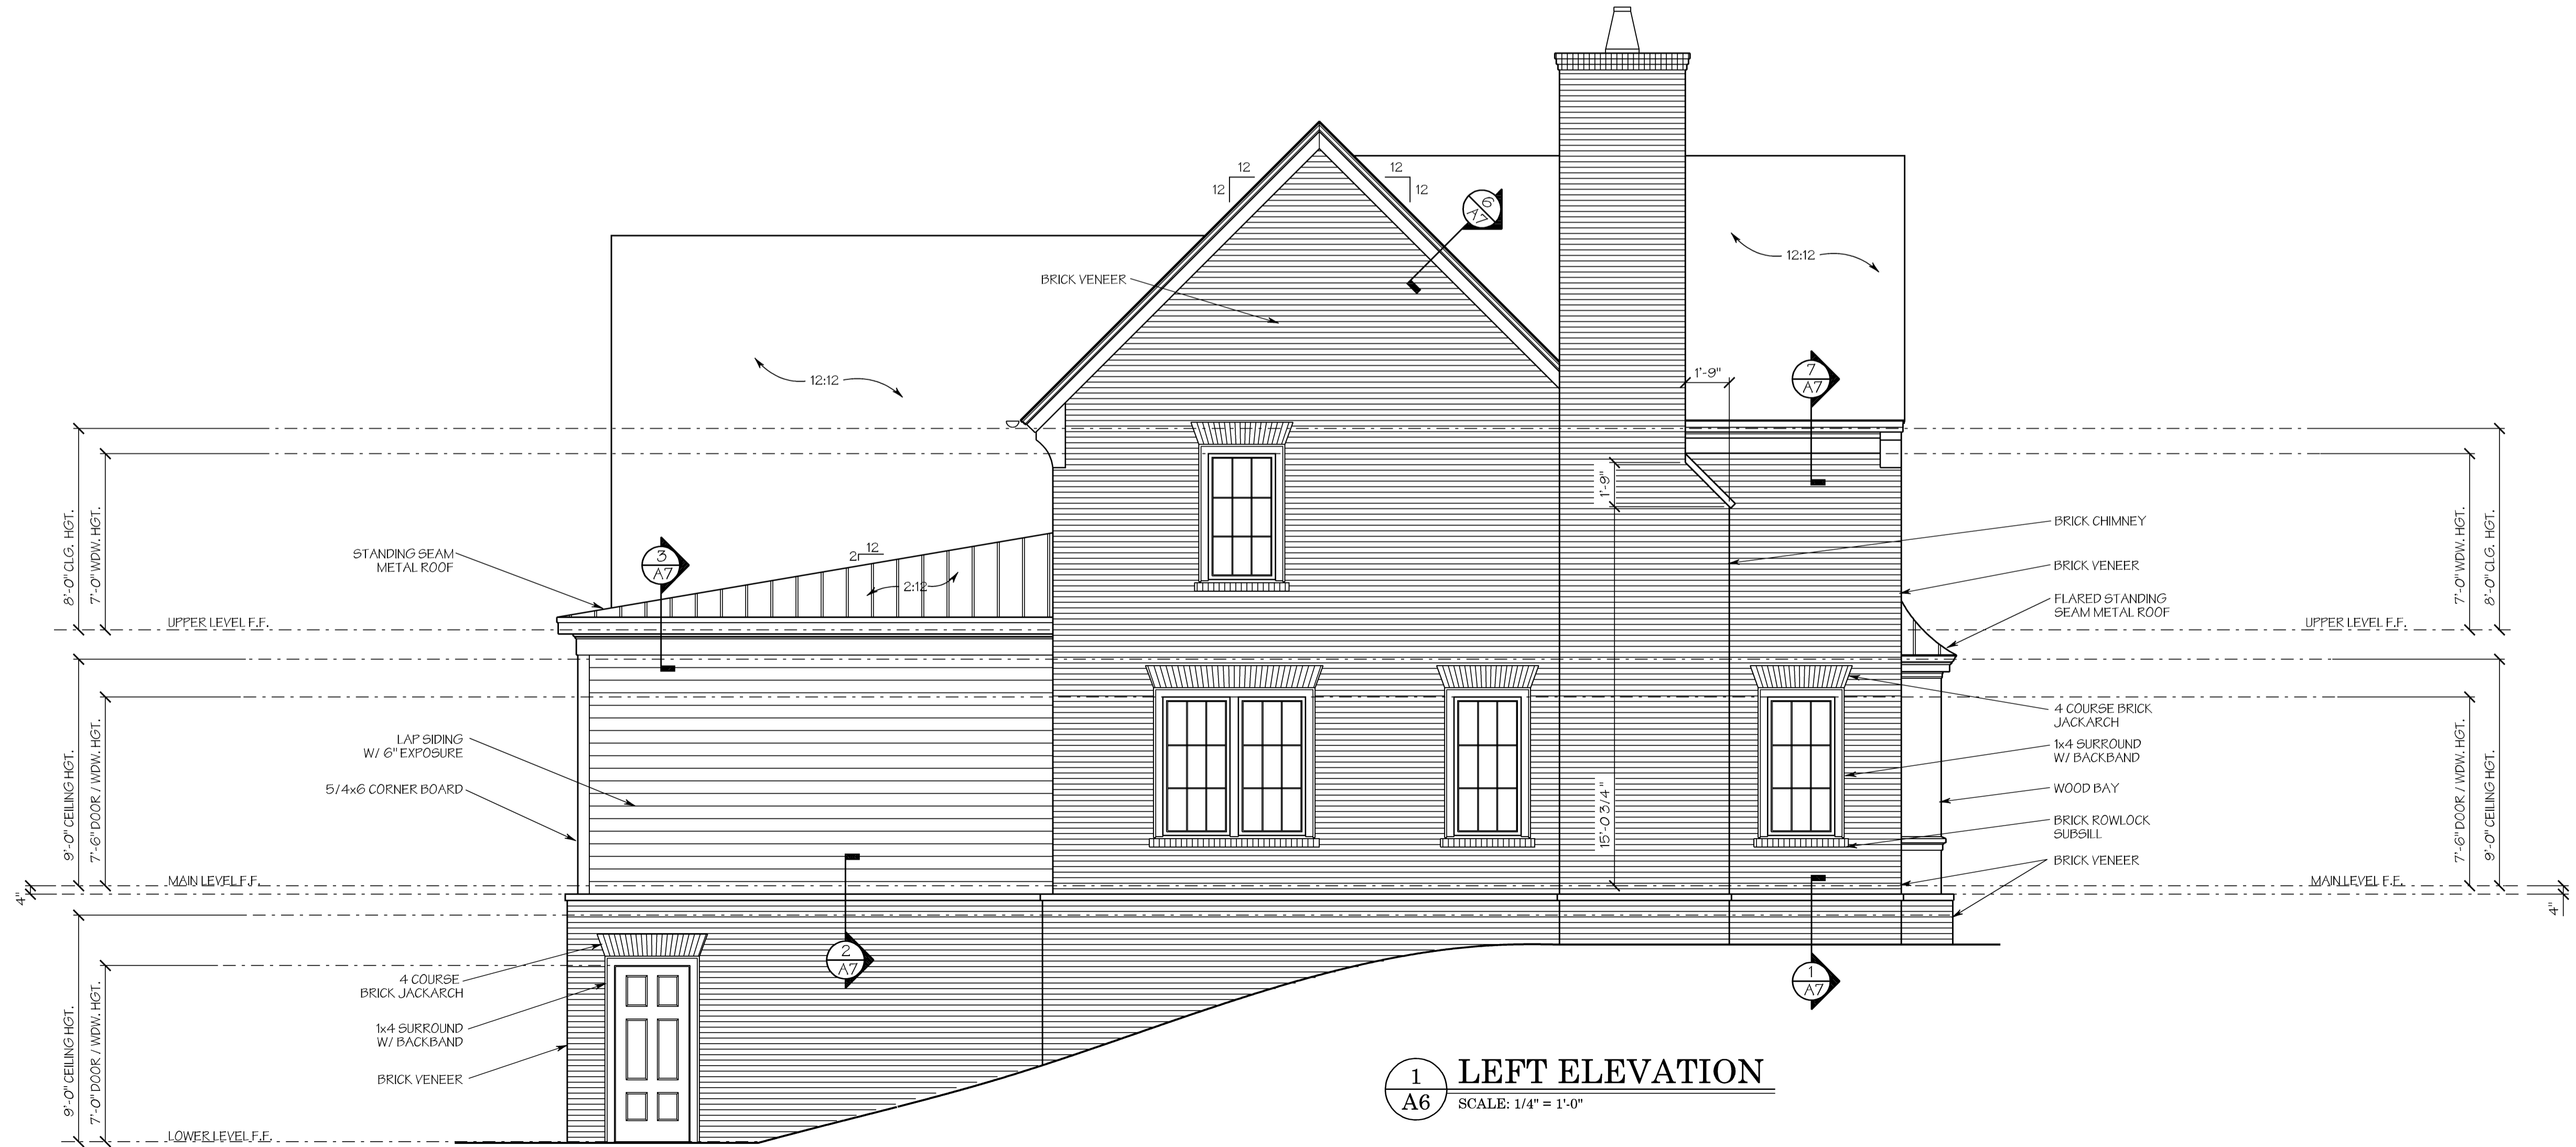 12
12
12
12
6
A7
12:12
BRICK VENEER
12:12
1'-9"
7
A7
8'-0" CLG. HGT.
7'-0" WDW. HGT.
1'-9"
7'-0" WDW. HGT.
8'-0" CLG. HGT.
BRICK CHIMNEY
STANDING SEAM
METAL ROOF
3
A7
12
2
2:12
BRICK VENEER
FLARED STANDING
SEAM METAL ROOF
UPPER LEVEL F.F.
UPPER LEVEL F.F.
9'-0" CEILING HGT.
7'-6" DOOR / WDW. HGT.
LAP SIDING
W/ 6" EXPOSURE
5/4x6 CORNER BOARD
15'-0 3/4"
4 COURSE BRICK
JACKARCH
1x4 SURROUND
W/ BACKBAND
WOOD BAY
BRICK ROWLOCK
SUBSILL
BRICK VENEER
7'-6" DOOR / WDW. HGT.
9'-0" CEILING HGT.
MAIN LEVEL F.F.
MAIN LEVEL F.F.
4"
4"
2
A7
1
A7
4 COURSE
BRICK JACKARCH
1x4 SURROUND
W/ BACKBAND
BRICK VENEER
9'-0" CEILING HGT.
7'-0" DOOR / WDW. HGT.
LOWER LEVEL F.F.
1
A6
LEFT ELEVATION
SCALE: 1/4" = 1'-0"